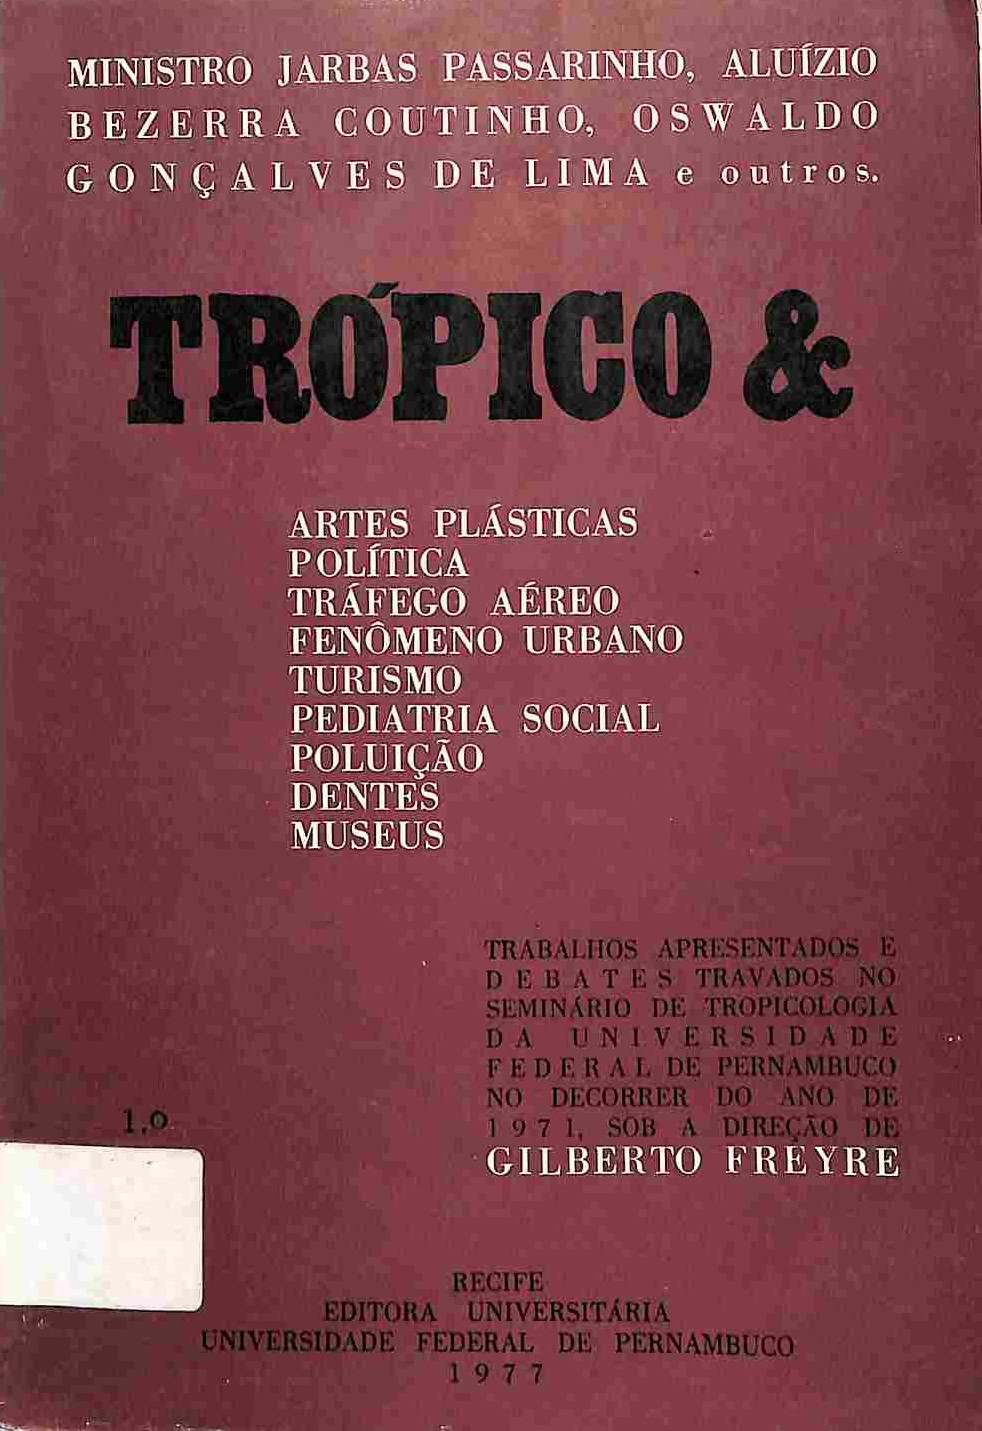 MINISTRO JARBAS PASSARINHO, ALUÍZIO
BEZERRA COUTINHO, OSWALDO
GONÇALVES DE LIMA e outros.
TRÓPICO &
ARTES PLÁSTICAS
POLÍTICA
TRÁFEGO AÉREO
FENÔMENO URBANO
TURISMO
PEDIATRIA SOCIAL
POLUIÇÃO
DENTES
MUSEUS
TRABALHOS APRESENTADOS E
DEBATES TRAVADOS NO
SEMINÁRIO DE TROPICOLOGIA
DA UNIVERSIDADE
FEDERAL DE PERNAMBUCO
NO DECORRER DO ANO DE
1971, SOB A DIREÇÃO DE
GILBERTO FREYRE
1.º
RECIFE
EDITORA UNIVERSITÁRIA
UNIVERSIDADE FEDERAL DE PERNAMBUCO
1977